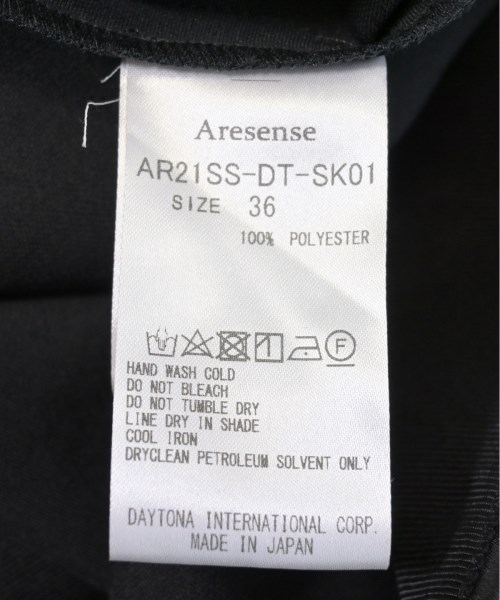 Aresense
AR21SS-DT-SK01
SIZE 36
100% POLYESTER
F
HAND WASH COLD
DO NOT BLEACH
DO NOT TUMBLE DRY
LINE DRY IN SHADE
COOL IRON
DRYCLEAN PETROLEUM SOLVENT ONLY
DAYTONA INTERNATIONAL CORP.
MADE IN JAPAN